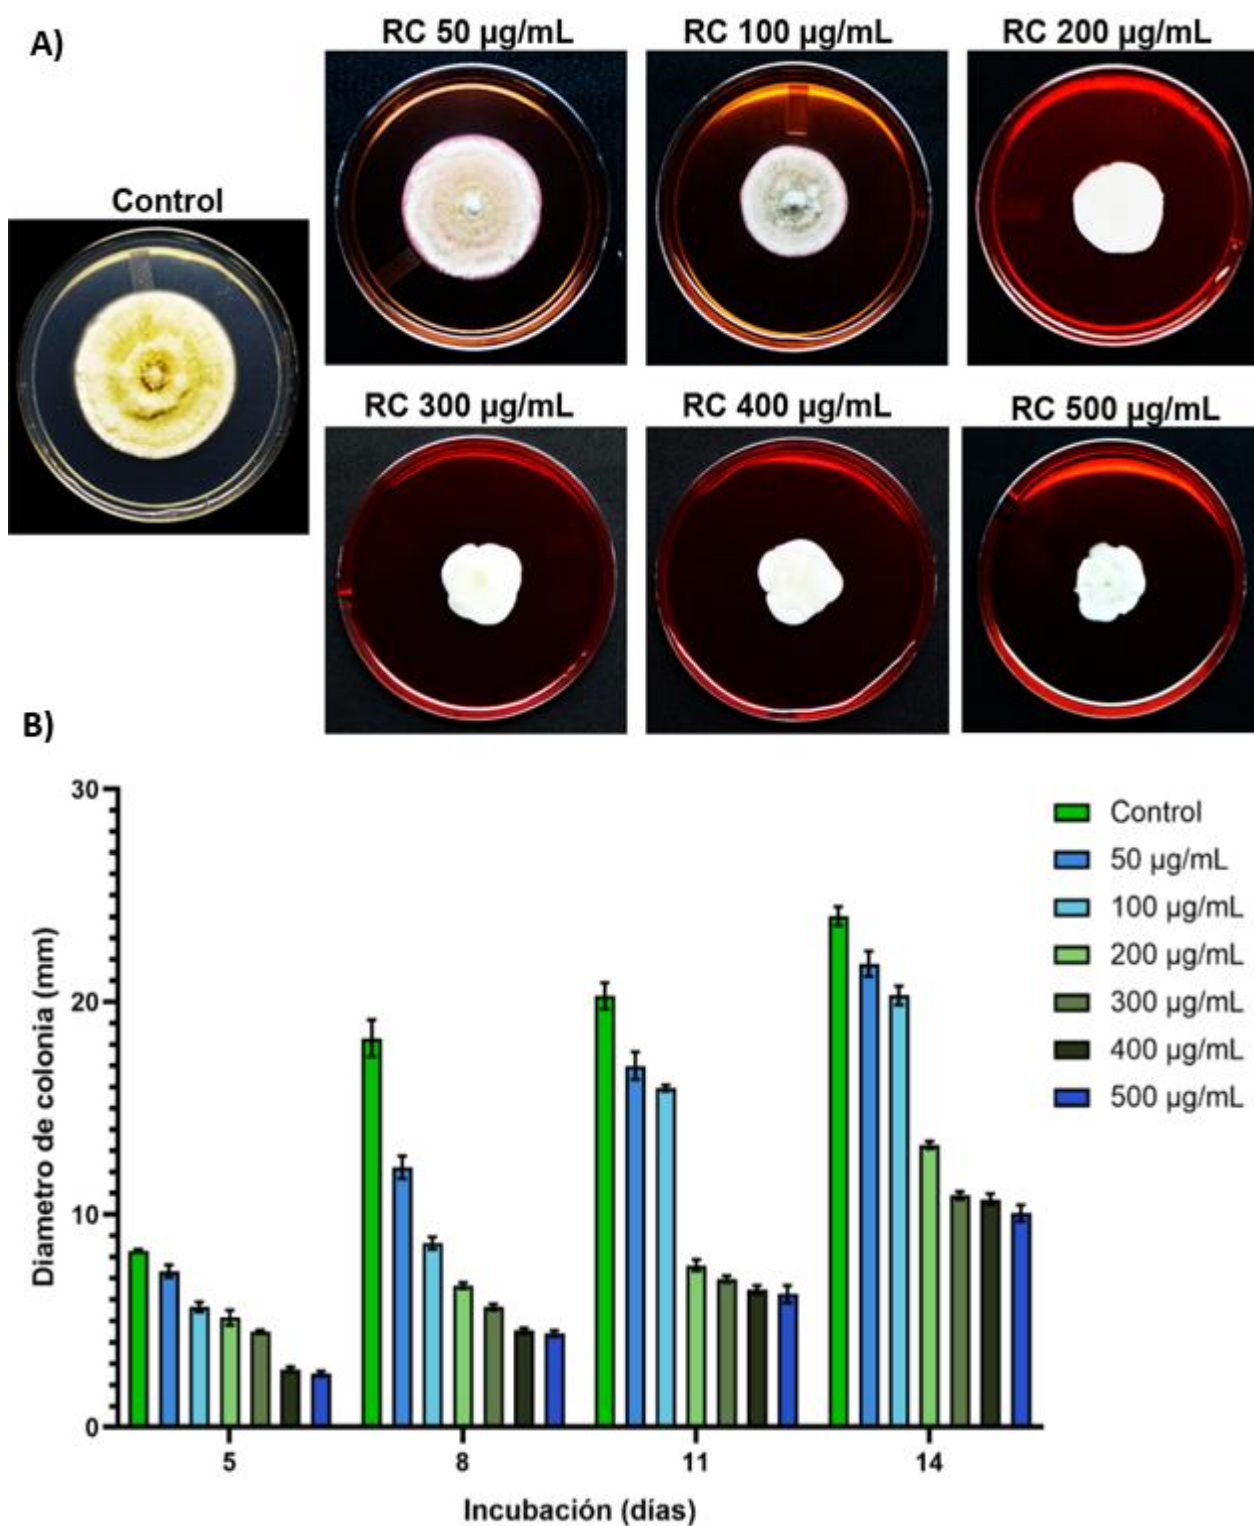 A)
Control
RC 50 µg/mL
RC 100 µg/mL
RC 200 µg/mL
RC 300 µg/mL
RC 400 µg/mL
RC 500 µg/mL
B)
Diametro de colonia (mm)
30
20
10
0
5
8
11
14
Incubación (días)
Control
50 µg/mL
100 µg/mL
200 µg/mL
300 µg/mL
400 µg/mL
500 µg/mL